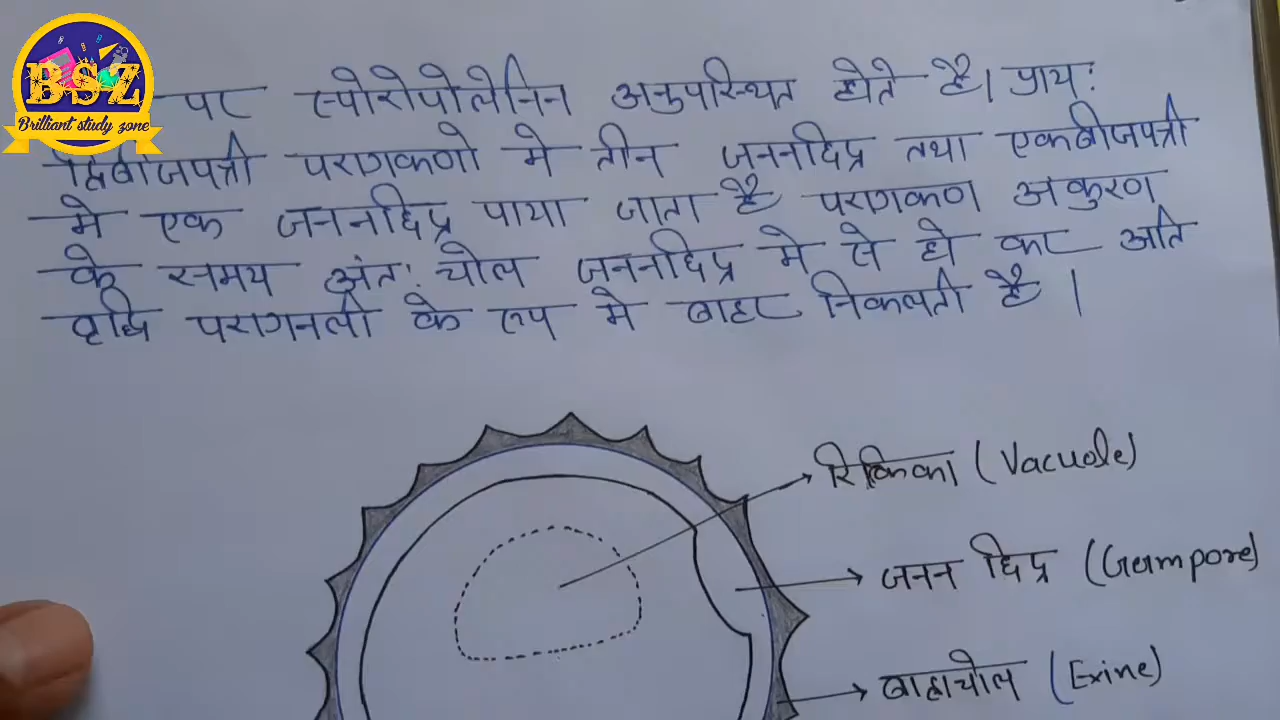 BSZ
Brilliant study zone
पर स्पोरोपोलेनिन अनुपस्थित होते है। प्रायः
द्विबीजपत्री परागकणो मे तीन जननछिद्र तथा एकबीजपत्री
मे एक जननछिद्र पाया जाता है परागकण अंकुरण
के समय अंतः चोल जननछिद्र मे से हो कर अति
वृद्धि परागनली के रूप मे बाहर निकलती है।
रिक्तिका (Vacuole)
जनन छिद्र (Germpore)
बाह्यचोल (Exine)